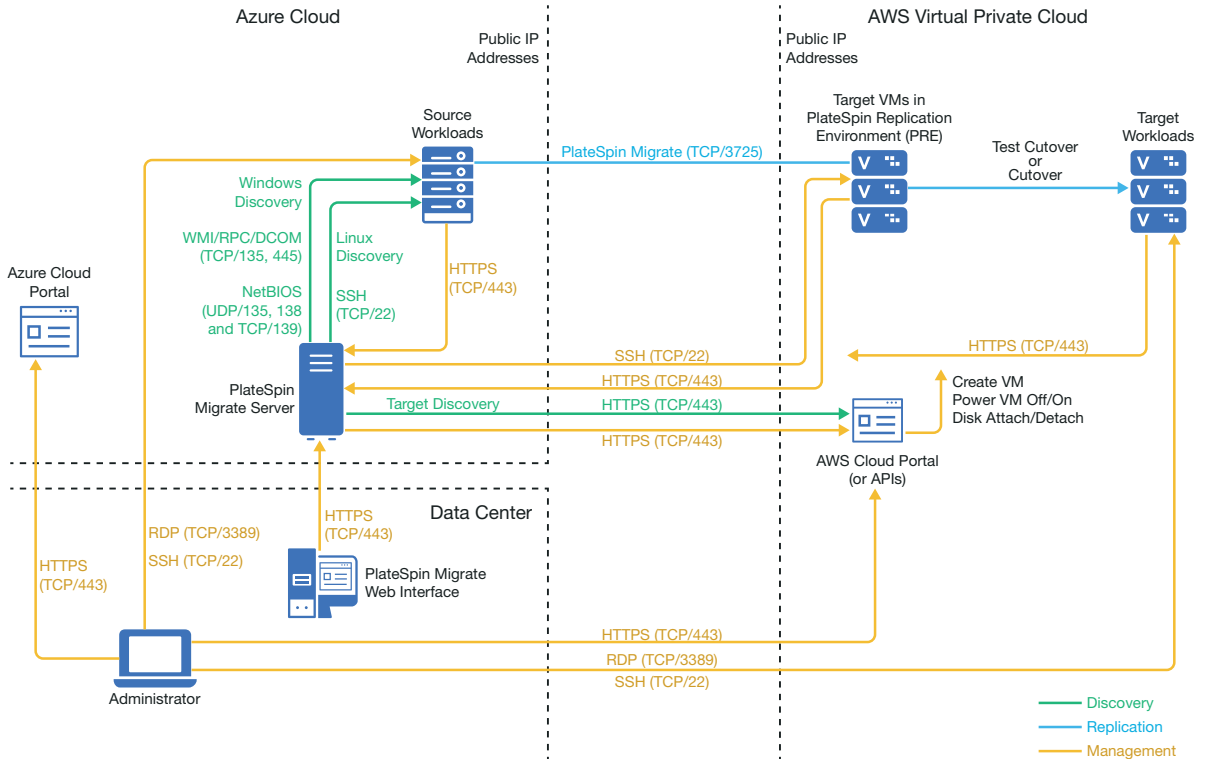 Azure Cloud
AWS Virtual Private Cloud
Public IP
Addresses
Public IP
Addresses
Source
Workloads
Target VMs in
PlateSpin Replication
Environment (PRE)
Target
Workloads
PlateSpin Migrate (TCP/3725)
Test Cutover
or
Cutover
Windows
Discovery
WMI/RPC/DCOM
(TCP/135, 445)
Linux
Discovery
NetBIOS
(UDP/135, 138
and TCP/139)
SSH
(TCP/22)
HTTPS
(TCP/443)
Azure Cloud
Portal
PlateSpin
Migrate Server
SSH (TCP/22)
HTTPS (TCP/443)
HTTPS (TCP/443)
Target Discovery
HTTPS (TCP/443)
HTTPS (TCP/443)
Create VM
Power VM Off/On
Disk Attach/Detach
AWS Cloud Portal
(or APIs)
Data Center
HTTPS
(TCP/443)
RDP (TCP/3389)
SSH (TCP/22)
HTTPS
(TCP/443)
PlateSpin Migrate
Web Interface
HTTPS (TCP/443)
RDP (TCP/3389)
SSH (TCP/22)
Administrator
Discovery
Replication
Management